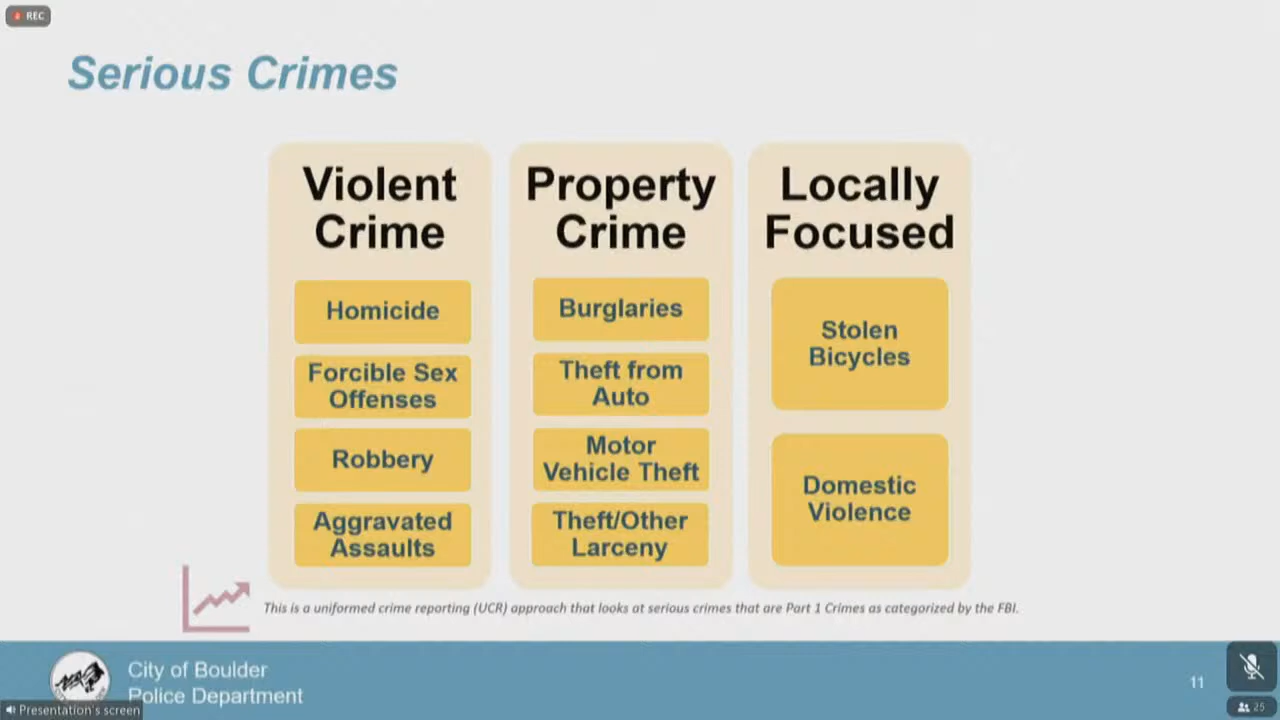 REC
Serious Crimes
Violent
Crime
Homicide
Forcible Sex
Offenses
Robbery
Aggravated
Assaults
Property
Crime
Burglaries
Theft from
Auto
Motor
Vehicle Theft
Theft/Other
Larceny
Locally
Focused
Stolen
Bicycles
Domestic
Violence
This is a uniformed crime reporting (UCR) approach that looks at serious crimes that are Part 1 Crimes as categorized by the FBI.
City of Boulder
Police Department
11
Presentation's screen
25